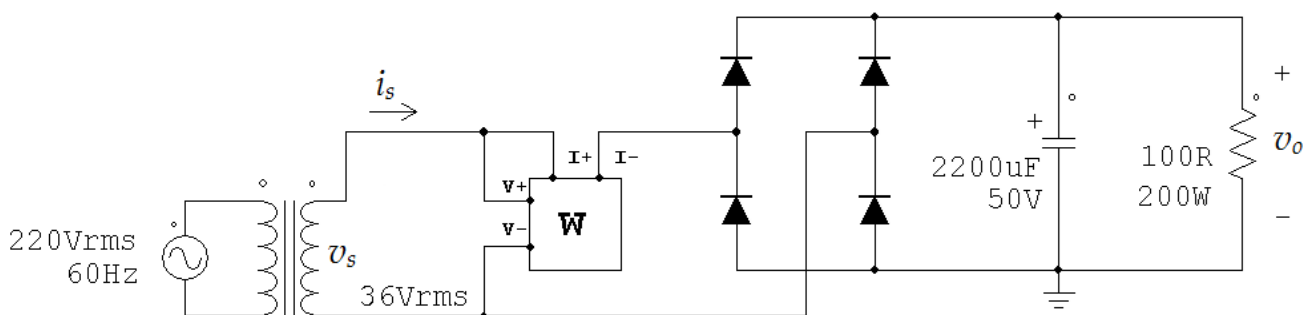 i_s
+
I+ I-
V+
V-
W
+
2200uF
50V
100R
200W
v_o
−
220Vrms
60Hz
v_s
36Vrms